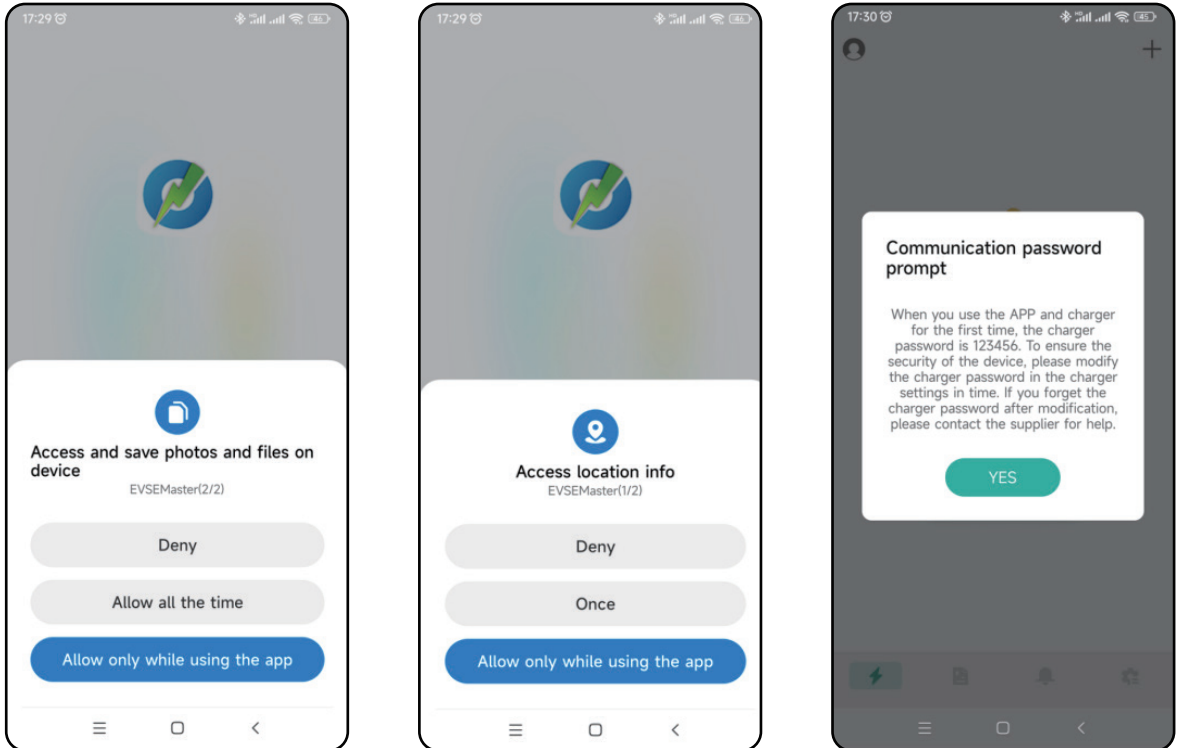 17:29
46
Access and save photos and files on
device
EVSEMaster(2/2)
Deny
Allow all the time
Allow only while using the app
17:29
46
Access location info
EVSEMaster(1/2)
Deny
Once
Allow only while using the app
17:30
45
Communication password
prompt
When you use the APP and charger
for the first time, the charger
password is 123456. To ensure the
security of the device, please modify
the charger password in the charger
settings in time. If you forget the
charger password after modification,
please contact the supplier for help.
YES